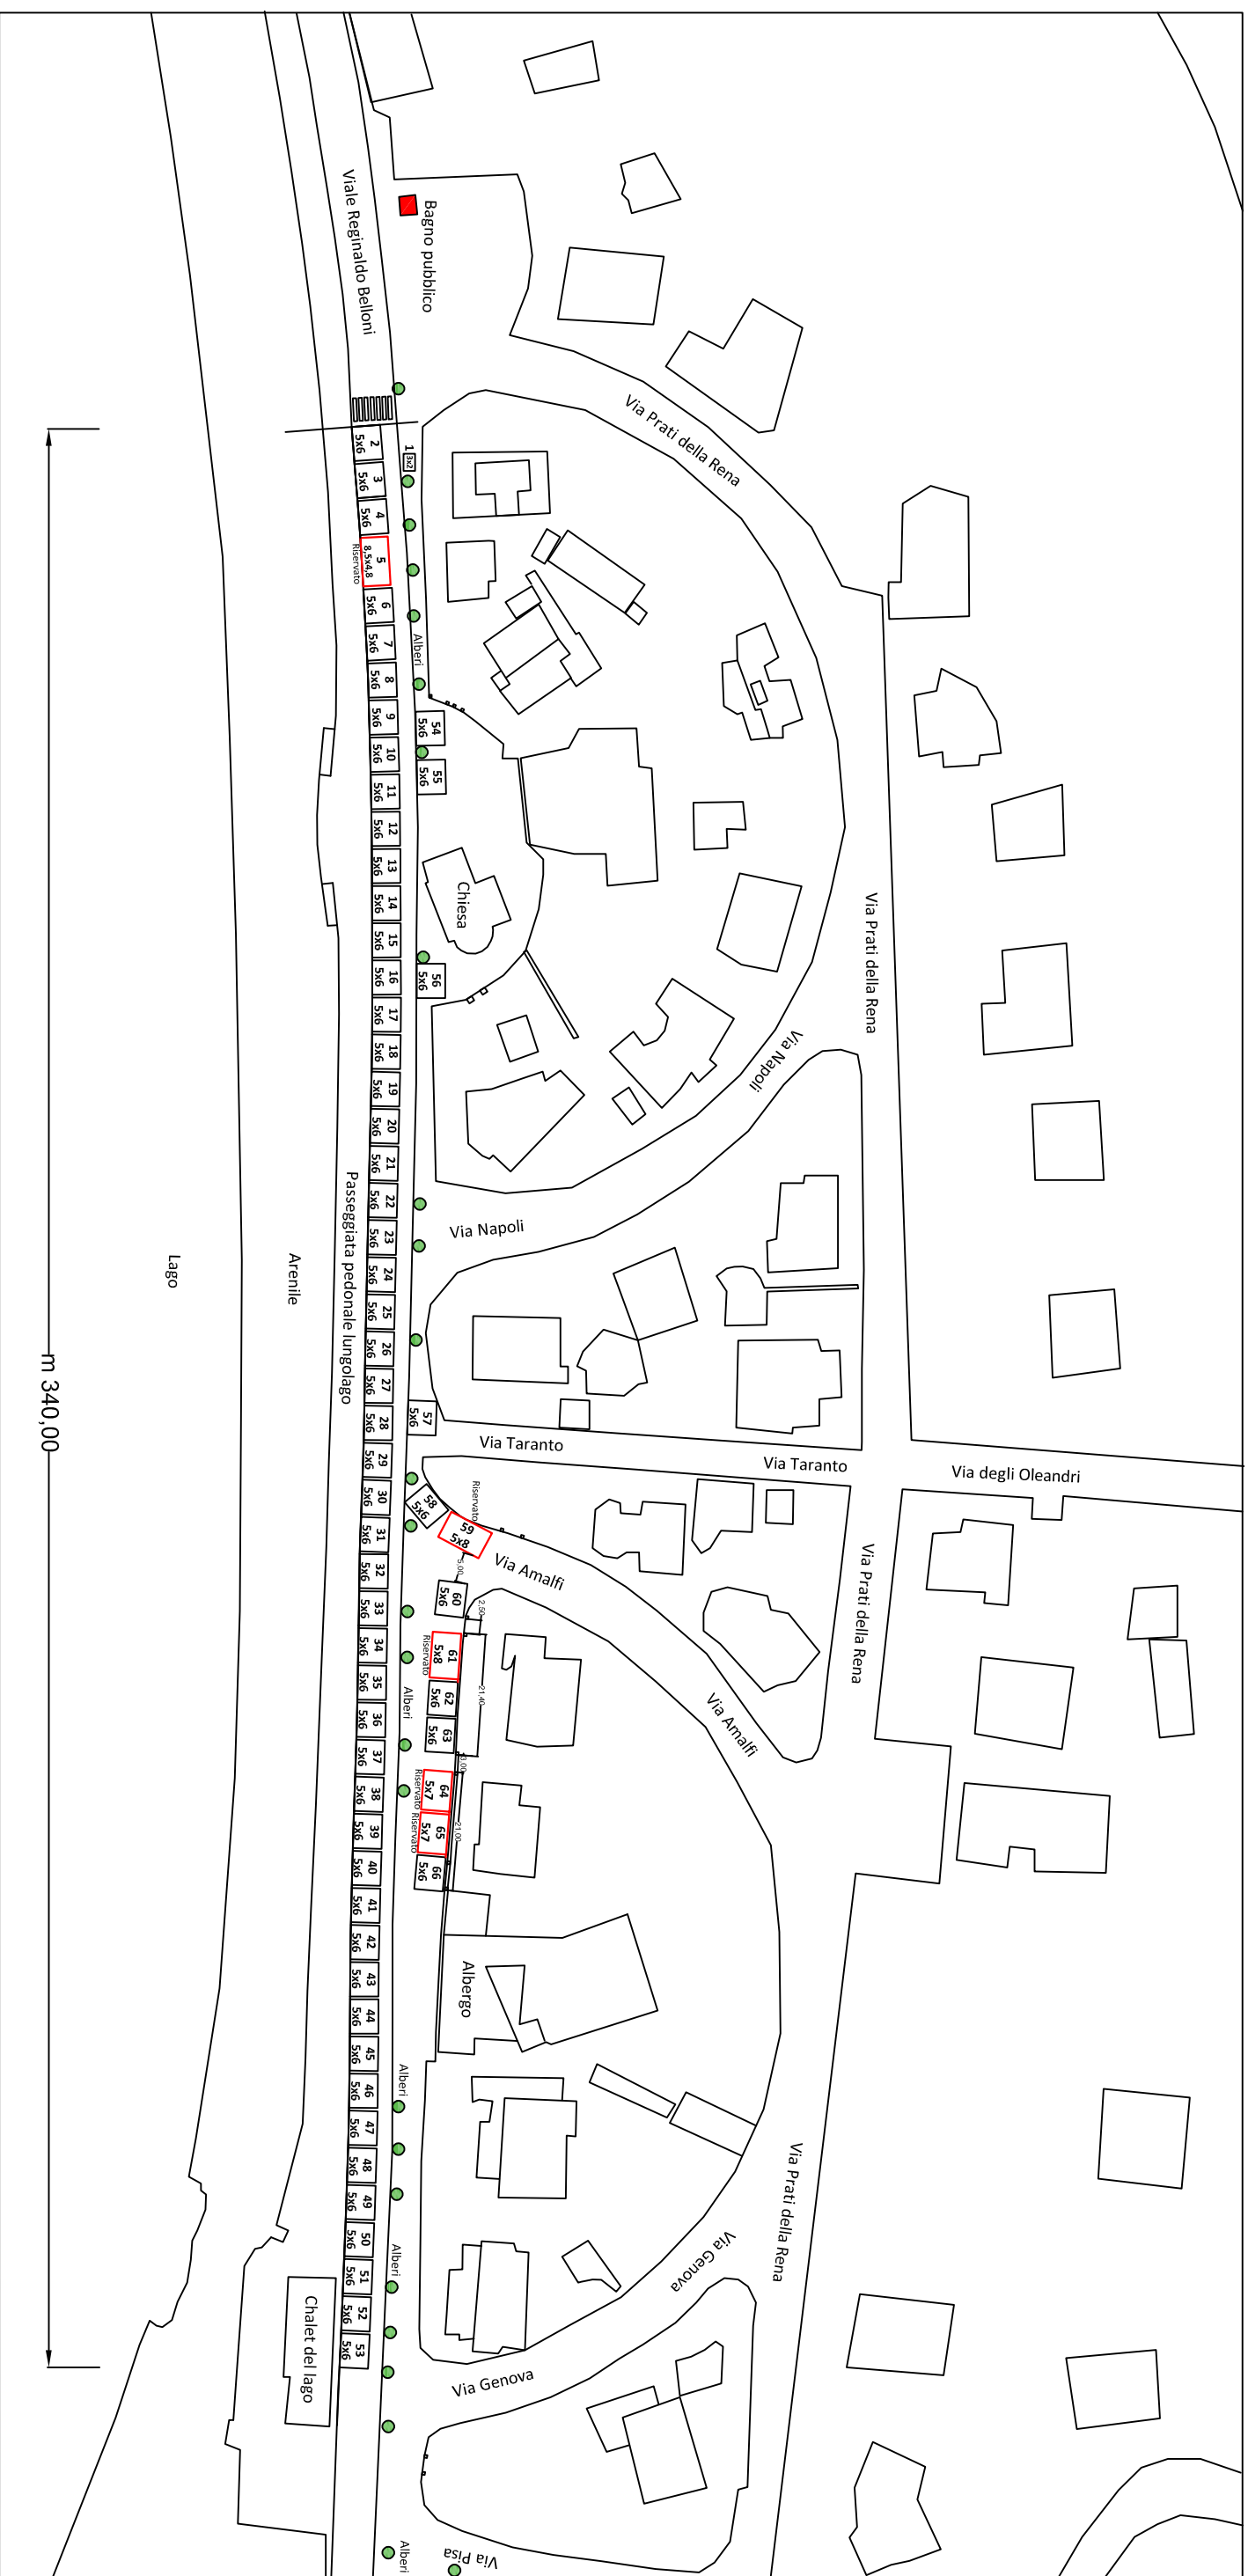 Viale Reginaldo Belloni
Bagno pubblico
Via Prati della Rena
1
3x2
2
5x6
3
5x6
4
5x6
5
8,5x4,8
Riservato
6
5x6
7
5x6
8
5x6
9
5x6
10
5x6
11
5x6
12
5x6
13
5x6
14
5x6
15
5x6
16
5x6
17
5x6
18
5x6
19
5x6
20
5x6
21
5x6
22
5x6
23
5x6
24
5x6
25
5x6
26
5x6
27
5x6
28
5x6
29
5x6
30
5x6
31
5x6
32
5x6
33
5x6
34
5x6
35
5x6
36
5x6
37
5x6
38
5x6
39
5x6
40
5x6
41
5x6
42
5x6
43
5x6
44
5x6
45
5x6
46
5x6
47
5x6
48
5x6
49
5x6
50
5x6
51
5x6
52
5x6
53
5x6
Alberi
54
5x6
55
5x6
Chiesa
56
5x6
Via Prati della Rena
Via Napoli
Via Napoli
Lago
Arenile
Passeggiata pedonale lungolago
m 340,00
57
5x6
Via Taranto
Via Taranto
Via degli Oleandri
58
5x6
Riservato
59
5x8
5,00
Via Amalfi
60
5x6
2,50
61
5x8
Riservato
21,40
62
5x6
63
5x6
3,00
64
5x7
Riservato
65
5x7
Riservato
21,00
66
5x6
Alberi
Via Prati della Rena
Via Amalfi
Albergo
Alberi
Via Prati della Rena
Via Genova
Alberi
Chalet del lago
Via Genova
Alberi
Via Pisa